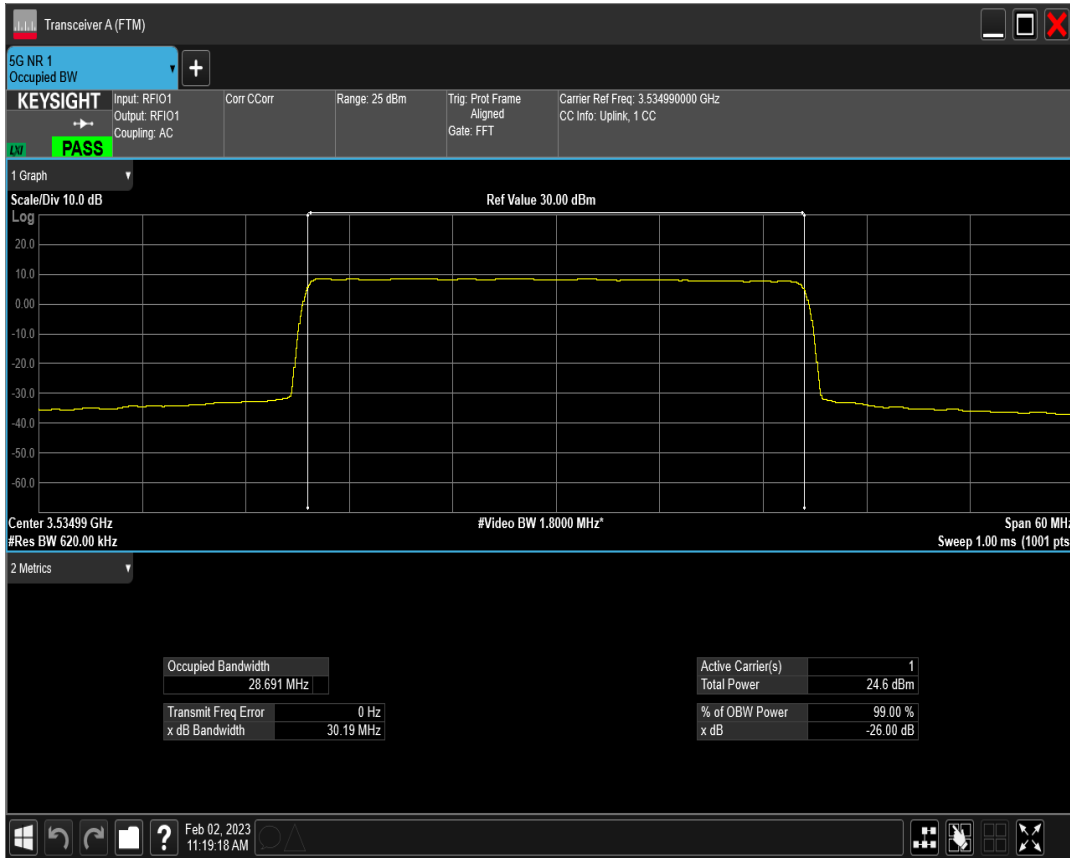 Transceiver A (FTM)
5G NR 1
Occupied BW
+
KEYSIGHT
LXI
PASS
Input: RFIO1
Output: RFIO1
Coupling: AC
Corr CCorr
Range: 25 dBm
Trig: Prot Frame
Aligned
Gate: FFT
Carrier Ref Freq: 3.534990000 GHz
CC Info: Uplink, 1 CC
1 Graph
Scale/Div 10.0 dB
Ref Value 30.00 dBm
Log
20.0
10.0
0.00
-10.0
-20.0
-30.0
-40.0
-50.0
-60.0
Center 3.53499 GHz
#Video BW 1.8000 MHz*
Span 60 MHz
#Res BW 620.00 kHz
Sweep 1.00 ms (1001 pts
2 Metrics
Occupied Bandwidth
28.691 MHz
Transmit Freq Error 0 Hz
x dB Bandwidth 30.19 MHz
Active Carrier(s) 1
Total Power 24.6 dBm
% of OBW Power 99.00 %
x dB -26.00 dB
?
Feb 02, 2023
11:19:18 AM